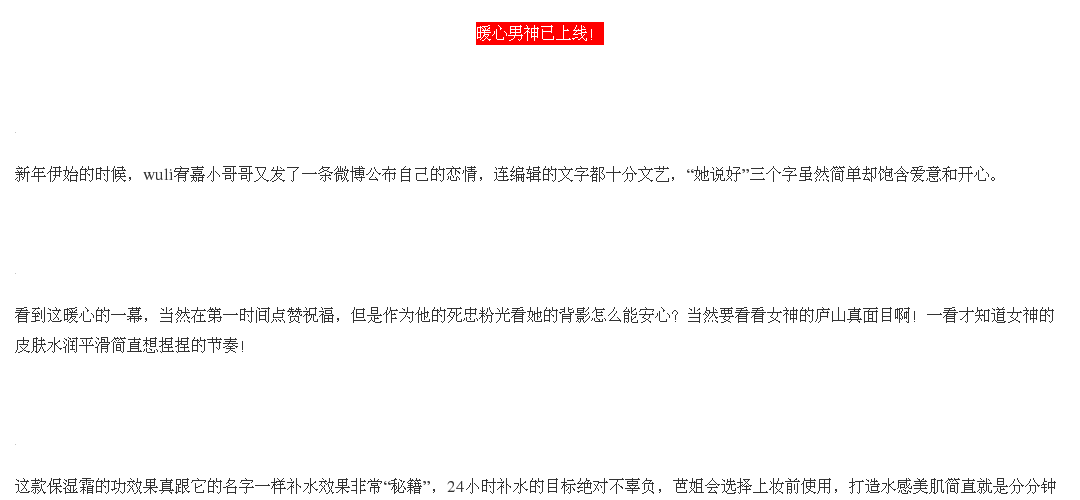 暖心男神已上线！
新年伊始的时候，wuli宥嘉小哥哥又发了一条微博公布自己的恋情，连编辑的文字都十分文艺，“她说好”三个字虽然简单却饱含爱意和开心。
看到这暖心的一幕，当然在第一时间点赞祝福，但是作为他的死忠粉光看她的背影怎么能安心？当然要看看女神的庐山真面目啊！一看才知道女神的
皮肤水润平滑简直想捏捏的节奏！
这款保湿霜的功效果真跟它的名字一样补水效果非常“秘籍”，24小时补水的目标绝对不辜负，芭姐会选择上妆前使用，打造水感美肌简直就是分分钟